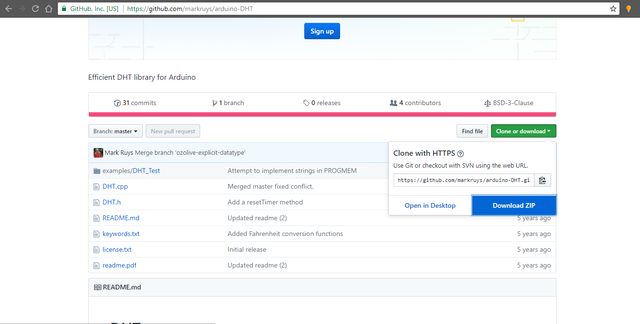 GitHub, Inc. [US] | https://github.com/markruys/arduino-DHT
Sign up
Efficient DHT library for Arduino
31 commits 1 branch 0 releases 4 contributors BSD-3-Clause
Branch: master New pull request Find file Clone or download
Mark Ruys Merge branch 'ozolive-explicit-datatype'
Clone with HTTPS
Use Git or checkout with SVN using the web URL.
https://github.com/markruys/arduino-DHT.gi
Open in Desktop Download ZIP
examples/DHT_Test Attempt to implement strings in PROGMEM
DHT.cpp Merged master fixed conflict.
DHT.h Add a resetTimer method
README.md Updated readme (2) 5 years ago
keywords.txt Added Fahrenheit conversion functions 5 years ago
license.txt Initial release 5 years ago
readme.pdf Updated readme (2) 5 years ago
README.md